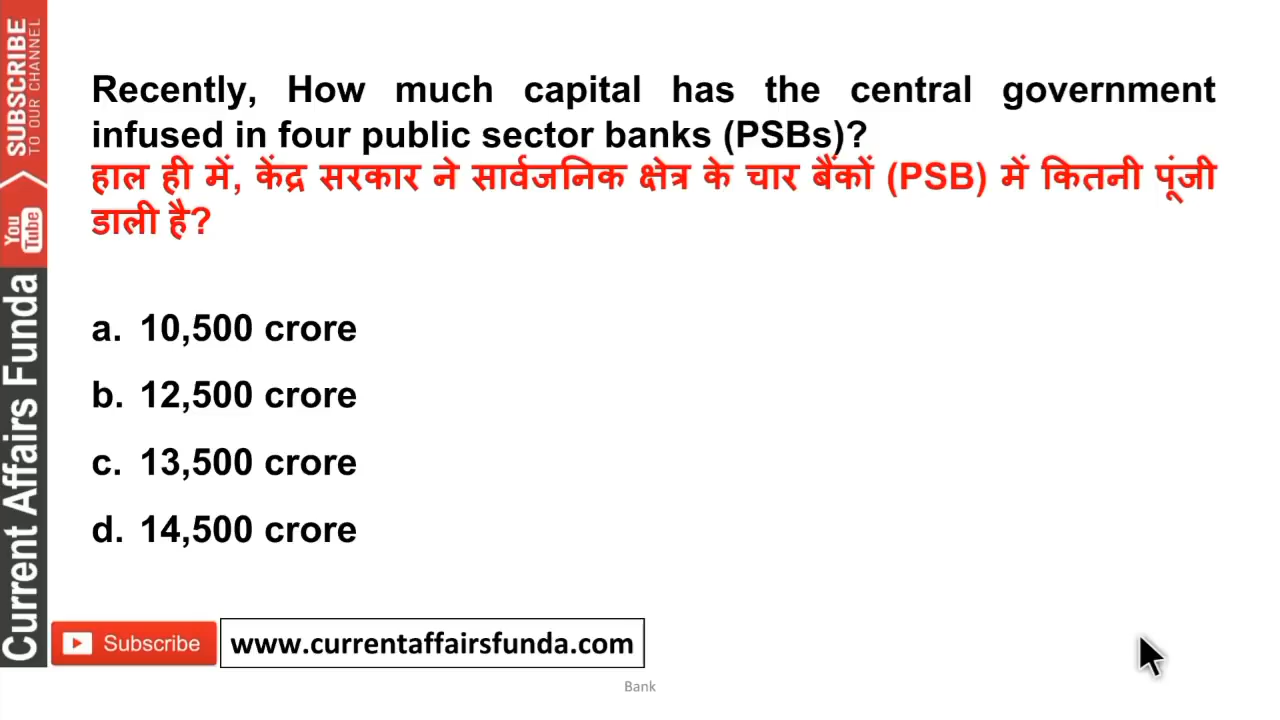 Recently, How much capital has the central government
infused in four public sector banks (PSBs)?
हाल ही में, केंद्र सरकार ने सार्वजनिक क्षेत्र के चार बैंकों (PSB) में कितनी पूंजी
डाली है?
a. 10,500 crore
b. 12,500 crore
c. 13,500 crore
d. 14,500 crore
SUBSCRIBE
TO OUR CHANNEL
You
Tube
Current Affairs Funda
Subscribe
www.currentaffairsfunda.com
Bank